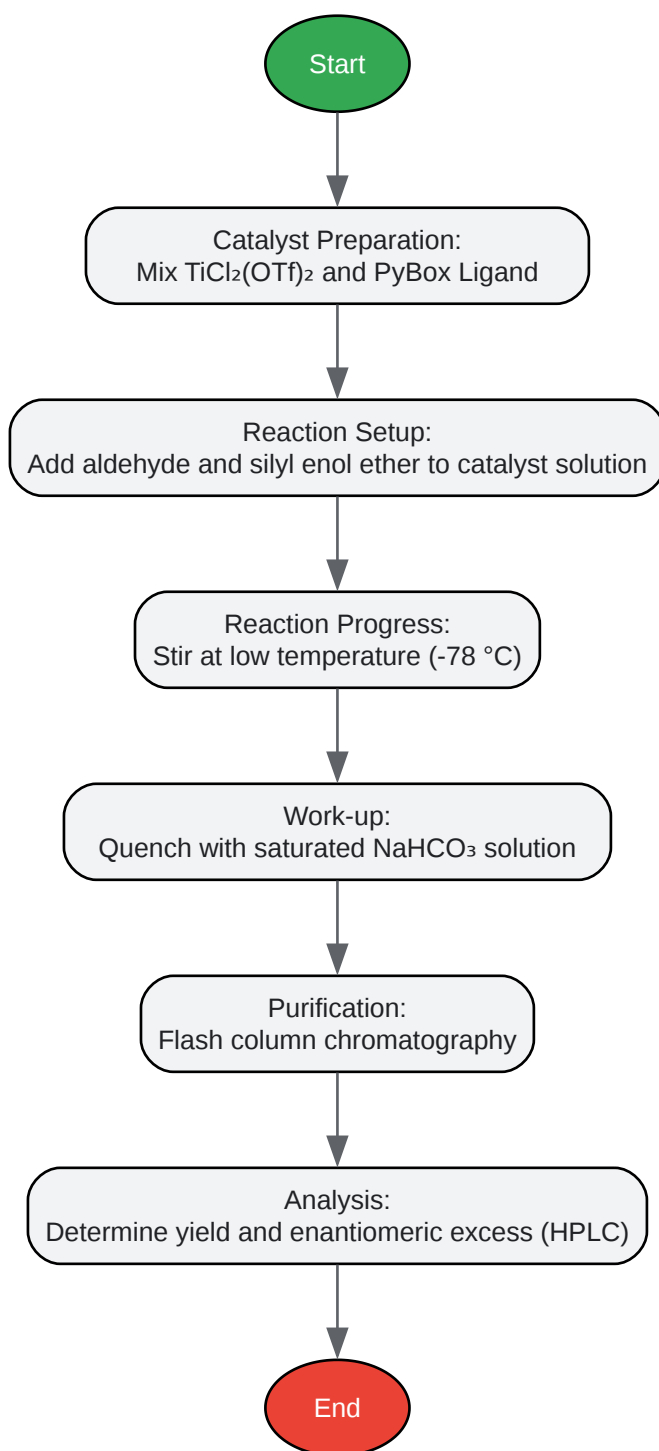 Start
Catalyst Preparation:
Mix TiCl₂(OTf)₂ and PyBox Ligand
Reaction Setup:
Add aldehyde and silyl enol ether to catalyst solution
Reaction Progress:
Stir at low temperature (-78 °C)
Work-up:
Quench with saturated NaHCO₃ solution
Purification:
Flash column chromatography
Analysis:
Determine yield and enantiomeric excess (HPLC)
End